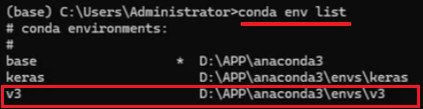 (base) C:\Users\Administrator>conda env list
# conda environments:
#
base                  *  D:\APP\anaconda3
keras                    D:\APP\anaconda3\envs\keras
v3                       D:\APP\anaconda3\envs\v3